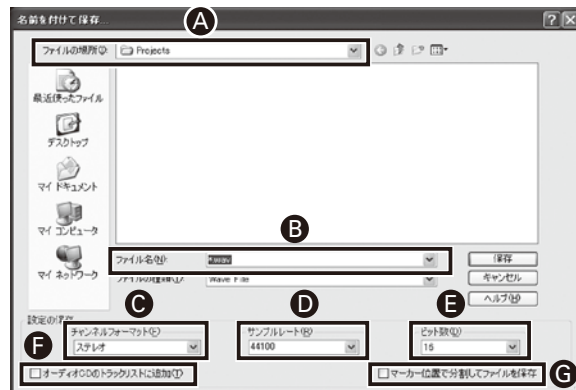 名前を付けて保存...
A
ファイルの場所(I): Projects
最近使ったファイル
デスクトップ
マイ ドキュメント
マイ コンピュータ
マイ ネットワーク
B
ファイル名(N): *.wav 保存
ファイルの種類(T): Wave File キャンセル
ヘルプ(H)
設定の保存
C D E
チャンネルフォーマット(F) サンプルレート(R) ビット数(Q)
ステレオ 44100 16
F オーディオCDのトラックリストに追加(T) マーカー位置で分割してファイルを保存 G